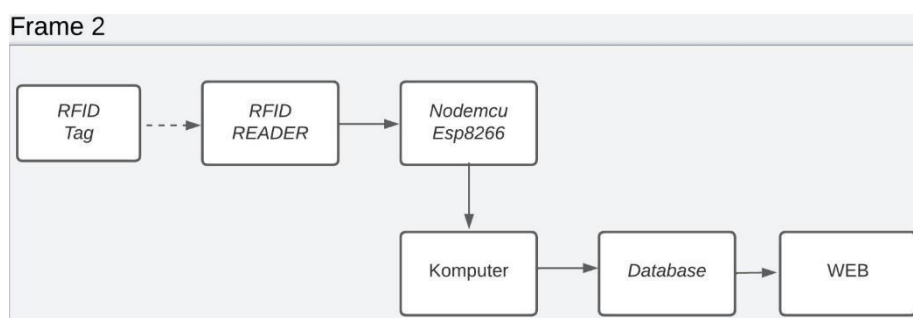 Frame 2
RFID
Tag
RFID
READER
Nodemcu
Esp8266
Komputer
Database
WEB